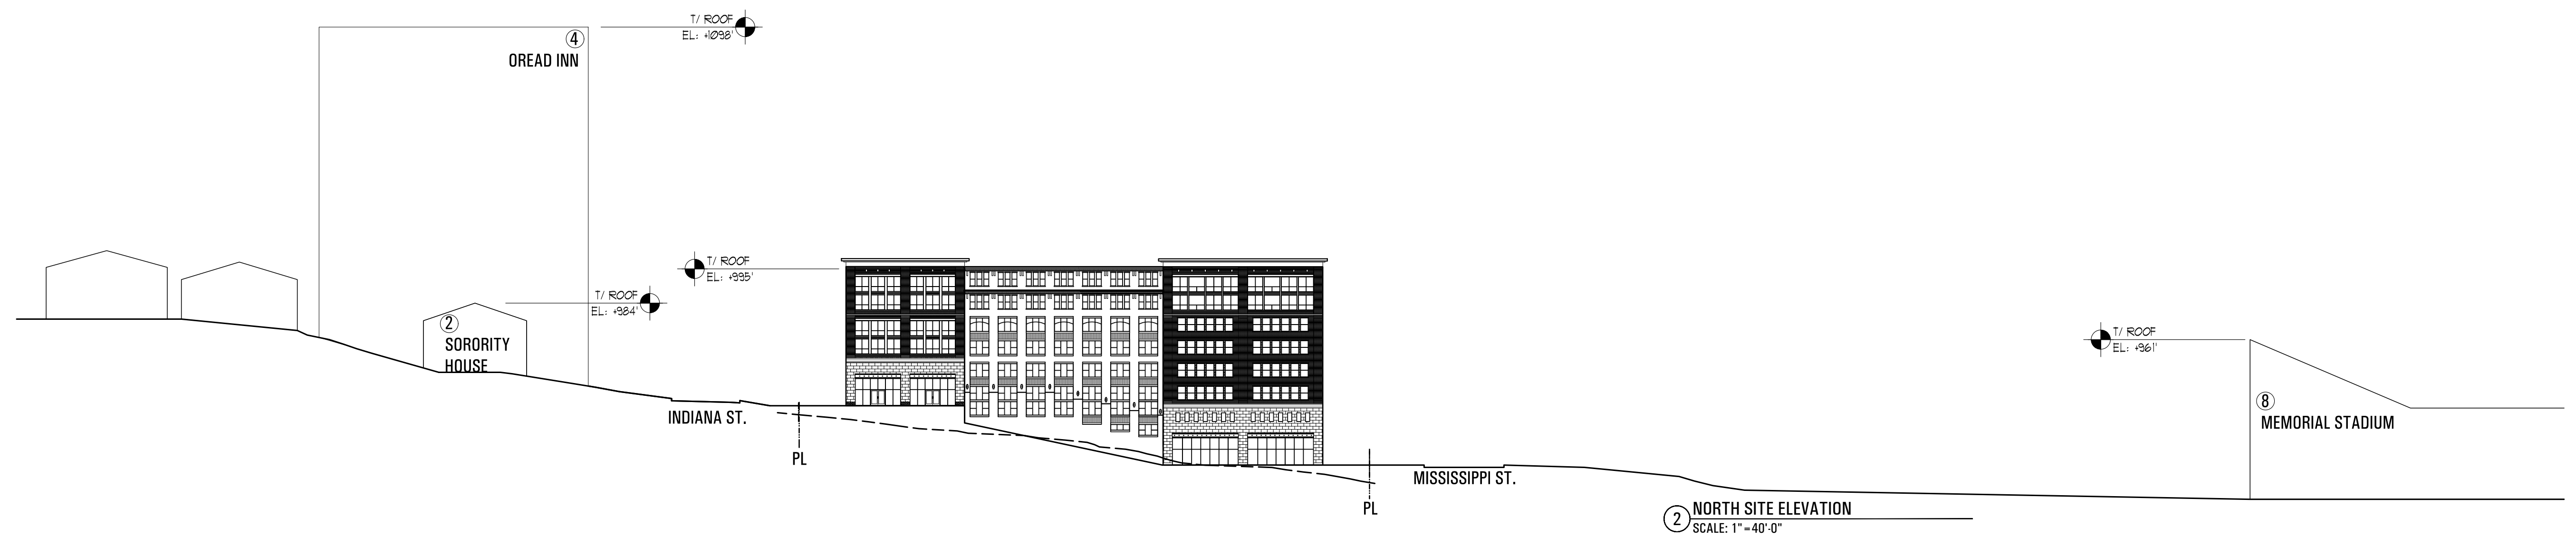 T/ ROOF
EL: +1098'
4
OREAD INN
T/ ROOF
EL: +995'
T/ ROOF
EL: +984'
2
SORORITY
HOUSE
T/ ROOF
EL: +961'
8
MEMORIAL STADIUM
INDIANA ST.
PL
MISSISSIPPI ST.
PL
2
NORTH SITE ELEVATION
SCALE: 1"=40'-0"